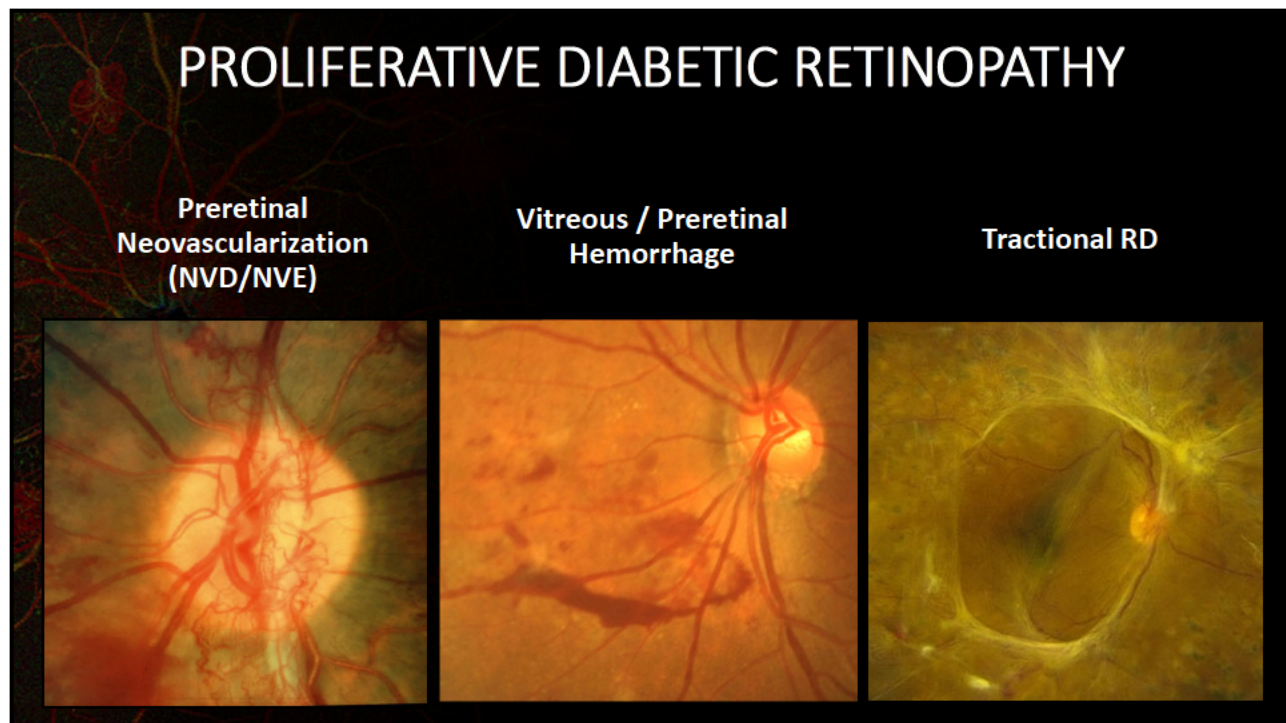 PROLIFERATIVE DIABETIC RETINOPATHY
Preretinal
Neovascularization
(NVD/NVE)
Vitreous / Preretinal
Hemorrhage
Tractional RD